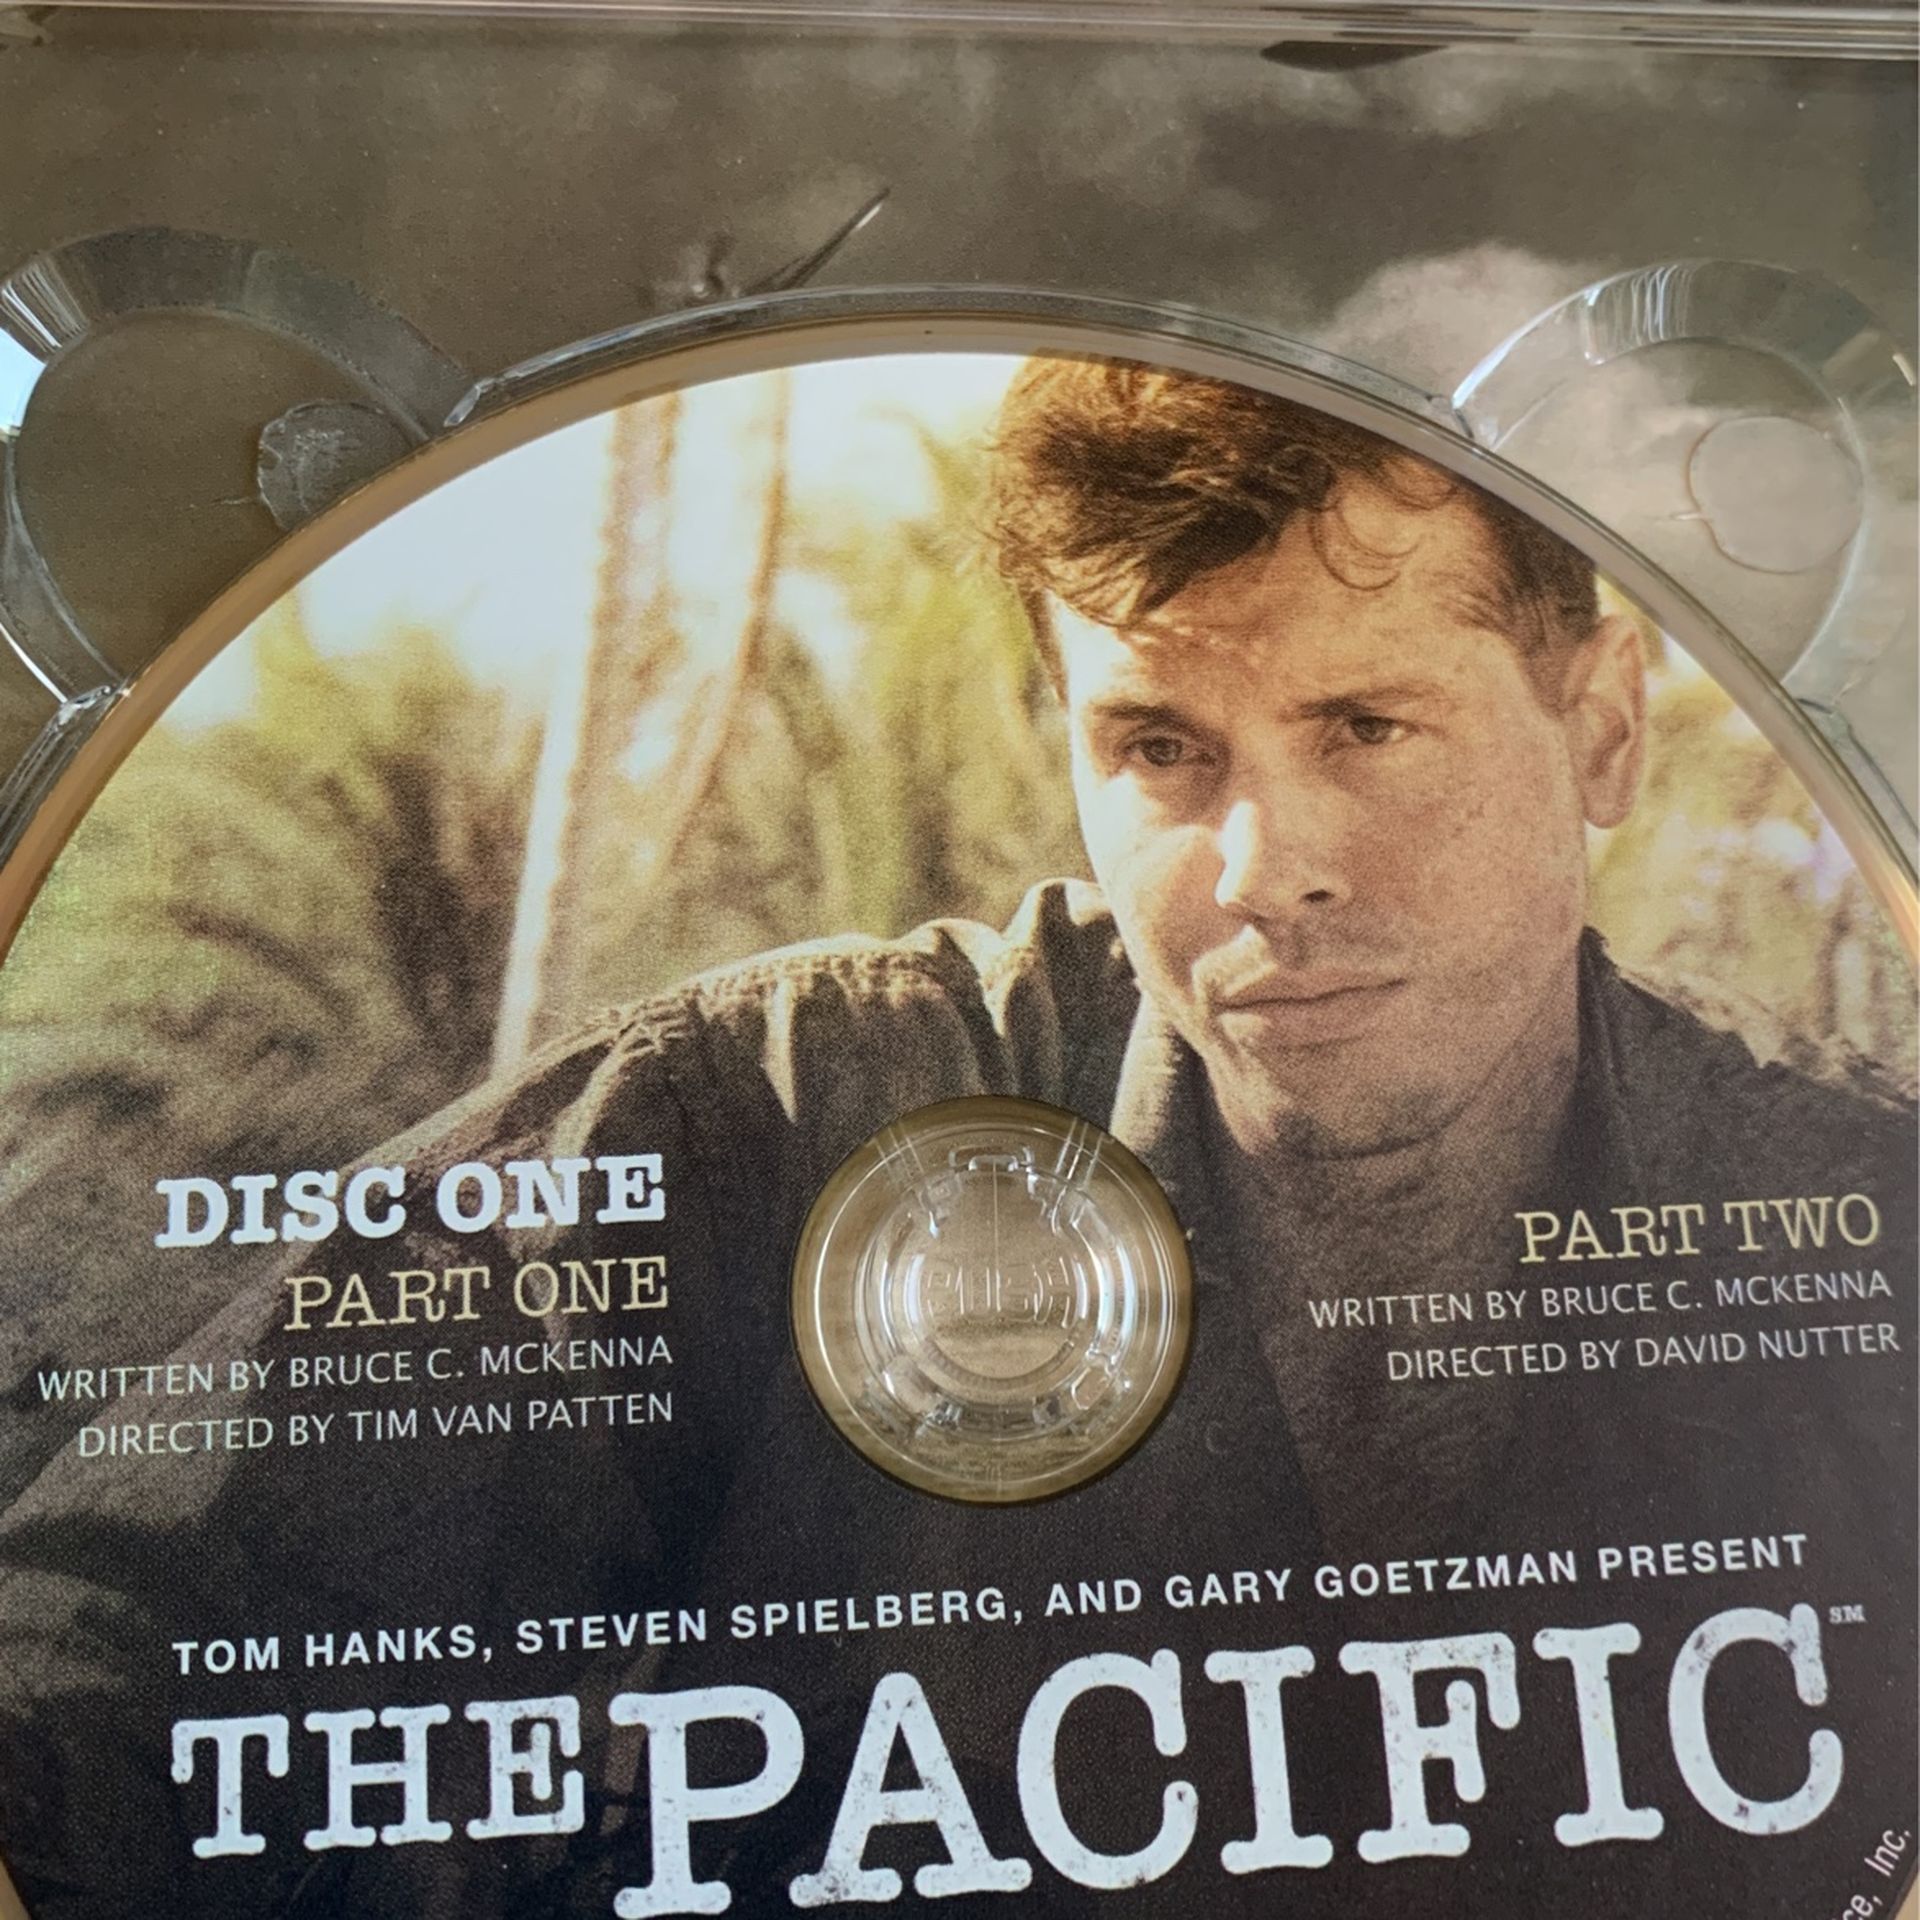 DISC ONE
PART ONE
WRITTEN BY BRUCE C. MCKENNA
DIRECTED BY TIM VAN PATTEN
PART TWO
WRITTEN BY BRUCE C. MCKENNA
DIRECTED BY DAVID NUTTER
PUSH
TOM HANKS, STEVEN SPIELBERG, AND GARY GOETZMAN PRESENT
THE PACIFIC SM
Inc.